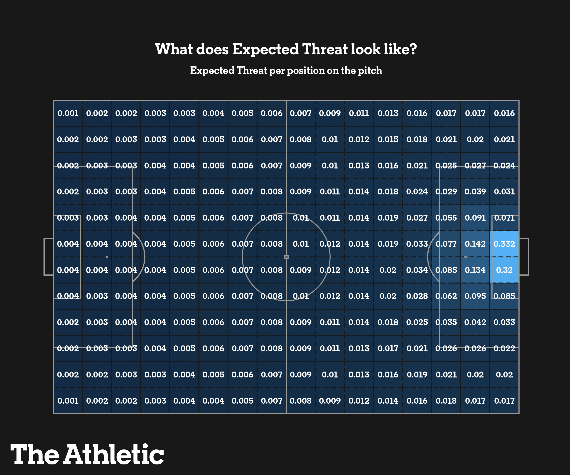 What does Expected Threat look like?
Expected Threat per position on the pitch
0.001 0.002 0.002 0.003 0.003 0.004 0.005 0.006 0.007 0.009 0.011 0.013 0.016 0.017 0.017 0.016
0.002 0.002 0.002 0.003 0.004 0.004 0.005 0.006 0.008 0.01 0.012 0.015 0.018 0.021 0.02 0.021
0.002 0.003 0.003 0.004 0.004 0.005 0.006 0.007 0.009 0.01 0.013 0.016 0.021 0.025 0.027 0.024
0.002 0.003 0.003 0.004 0.005 0.006 0.006 0.007 0.009 0.011 0.014 0.018 0.024 0.029 0.039 0.031
0.003 0.003 0.003 0.004 0.005 0.006 0.007 0.008 0.01 0.011 0.014 0.019 0.027 0.055 0.091 0.071
0.004 0.004 0.004 0.004 0.005 0.006 0.007 0.008 0.01 0.012 0.014 0.019 0.033 0.077 0.142 0.332
0.004 0.004 0.004 0.004 0.005 0.006 0.007 0.008 0.009 0.012 0.014 0.02 0.034 0.085 0.134 0.32
0.004 0.003 0.004 0.004 0.005 0.006 0.007 0.008 0.01 0.012 0.014 0.02 0.028 0.062 0.095 0.085
0.002 0.003 0.003 0.004 0.005 0.006 0.007 0.008 0.009 0.011 0.014 0.018 0.025 0.035 0.042 0.033
0.002 0.003 0.003 0.004 0.005 0.006 0.007 0.008 0.009 0.011 0.013 0.017 0.021 0.026 0.026 0.022
0.002 0.002 0.003 0.003 0.004 0.005 0.006 0.007 0.009 0.01 0.013 0.016 0.019 0.021 0.02 0.02
0.001 0.002 0.002 0.003 0.004 0.004 0.005 0.007 0.008 0.009 0.012 0.014 0.016 0.018 0.017 0.017
The Athletic